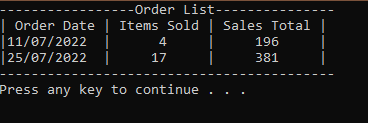 -----------------Order List---------------
| Order Date | Items Sold | Sales Total |
|11/07/2022  |     4      |     196     |
|25/07/2022  |     17     |     381     |
------------------------------------------
Press any key to continue . . .